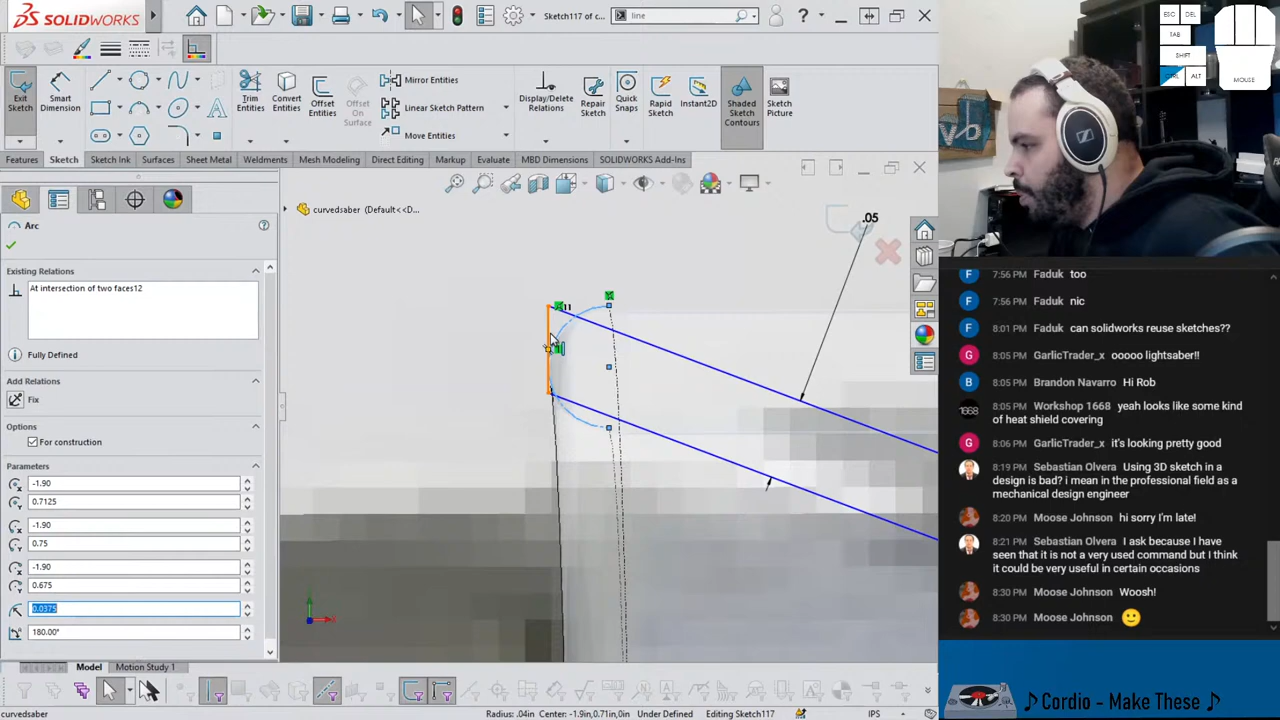 SOLIDWORKS
Sketch117 of c...
line
Exit Sketch
Smart Dimension
Trim Entities
Convert Entities
Offset Entities
Offset On Surface
Mirror Entities
Linear Sketch Pattern
Move Entities
Display/Delete Relations
Repair Sketch
Quick Snaps
Rapid Sketch
Instant2D
Shaded Sketch Contours
Sketch Picture
Features
Sketch
Sketch Ink
Surfaces
Sheet Metal
Weldments
Mesh Modeling
Direct Editing
Markup
Evaluate
MBD Dimensions
SOLIDWORKS Add-Ins
curvedsaber (Default<<D...
Arc
Existing Relations
At intersection of two faces12
Fully Defined
Add Relations
Fix
Options
For construction
Parameters
-1.90
0.7125
-1.90
0.75
-1.90
0.675
0.0375
180.00°
.05
11
Model
Motion Study 1
curvedsaber
Radius: .04in Center: -1.9in,0.71in,0in
Under Defined
Editing Sketch117
IPS
ESC
DEL
TAB
SHIFT
CTRL
ALT
MOUSE
7:56 PM Faduk too
7:56 PM Faduk nic
8:01 PM Faduk can solidworks reuse sketches??
8:05 PM GarlicTrader_x ooooo lightsaber!!
8:05 PM Brandon Navarro Hi Rob
8:06 PM Workshop 1668 yeah looks like some kind
of heat shield covering
8:06 PM GarlicTrader_x it's looking pretty good
8:19 PM Sebastian Olvera Using 3D sketch in a
design is bad? i mean in the professional field as a
mechanical design engineer
8:20 PM Moose Johnson hi sorry I'm late!
8:21 PM Sebastian Olvera I ask because I have
seen that it is not a very used command but I think
it could be very useful in certain occasions
8:30 PM Moose Johnson Woosh!
8:30 PM Moose Johnson 🙂
♪ Cordio - Make These ♪